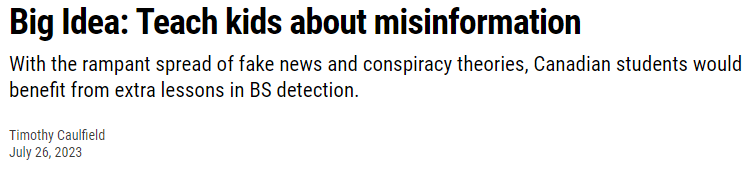 Big Idea: Teach kids about misinformation
With the rampant spread of fake news and conspiracy theories, Canadian students would
benefit from extra lessons in BS detection.
Timothy Caulfield
July 26, 2023